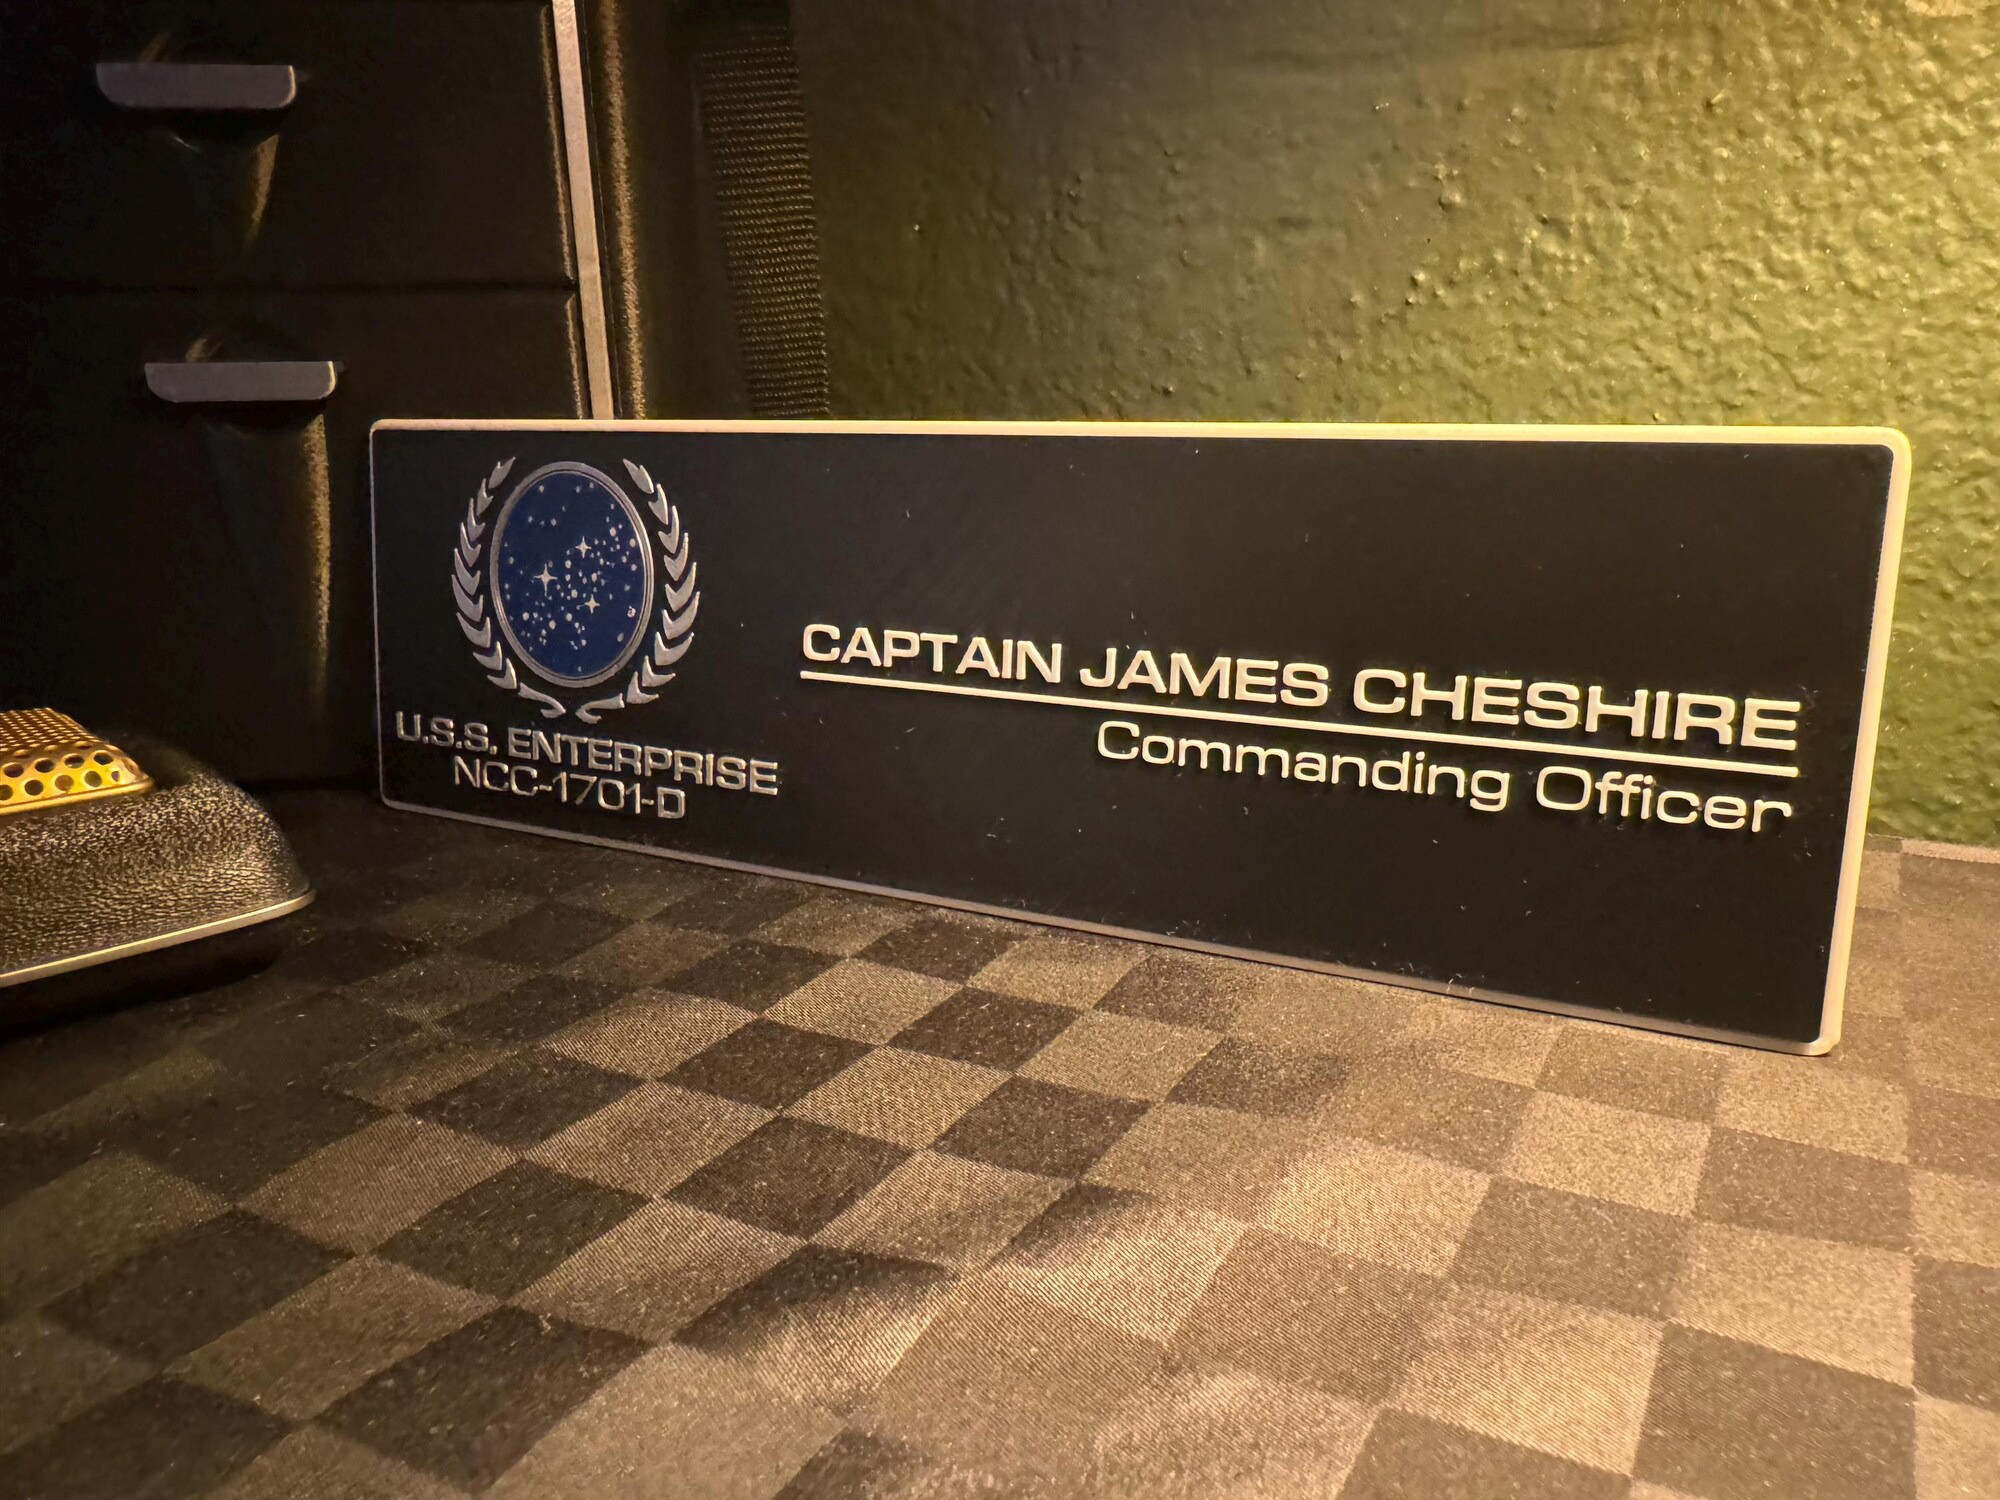 U.S.S. ENTERPRISE
NCC-1701-D
CAPTAIN JAMES CHESHIRE
Commanding Officer